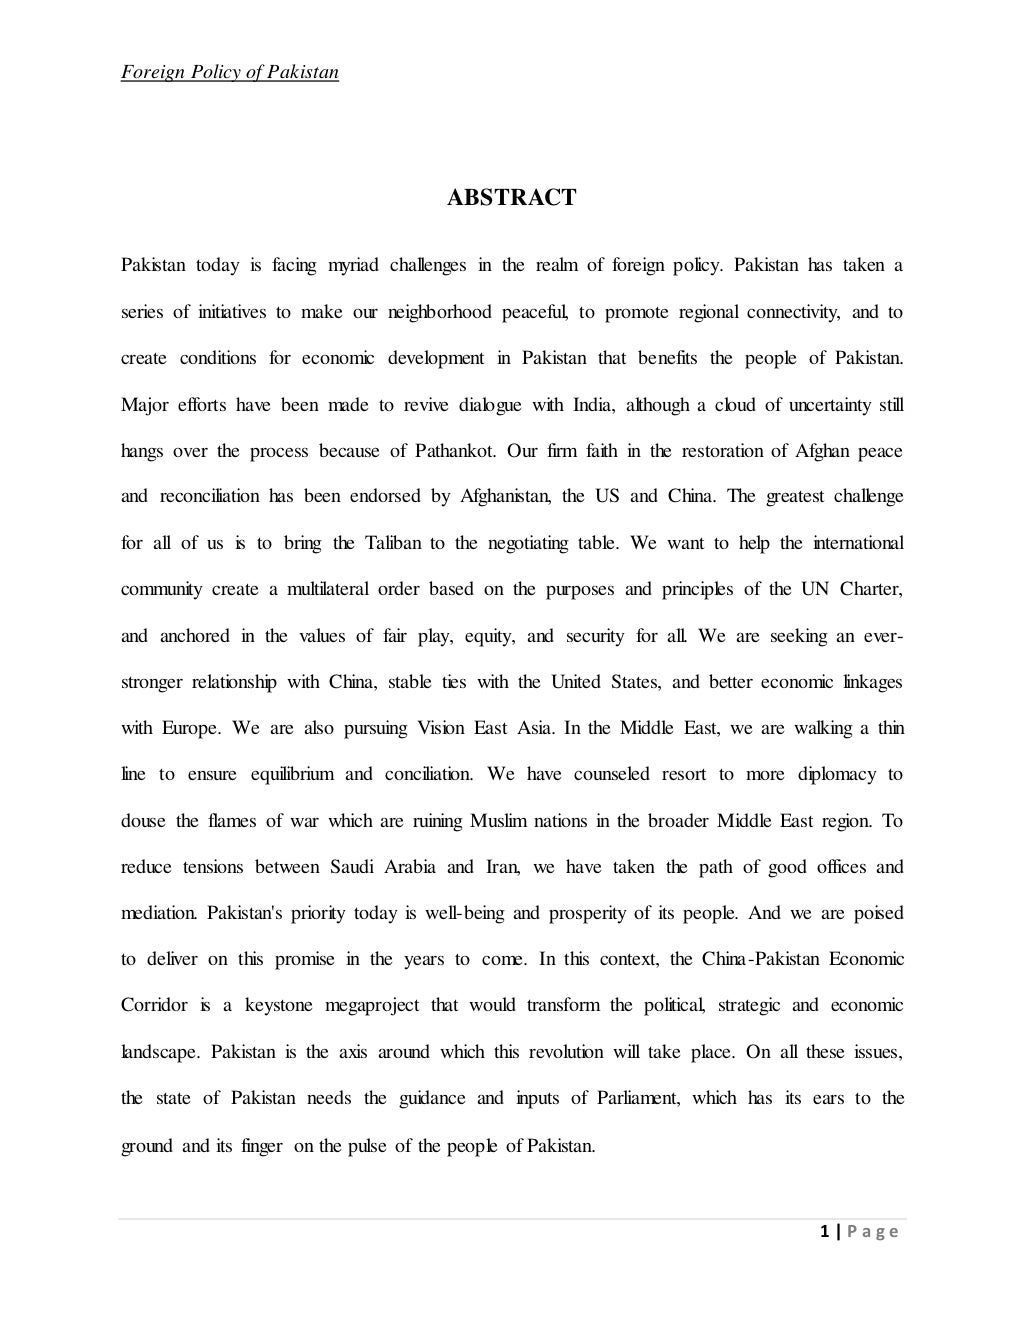 Foreign Policy of Pakistan
ABSTRACT
Pakistan today is facing myriad challenges in the realm of foreign policy. Pakistan has taken a
series of initiatives to make our neighborhood peaceful, to promote regional connectivity, and to
create conditions for economic development in Pakistan that benefits the people of Pakistan.
Major efforts have been made to revive dialogue with India, although a cloud of uncertainty still
hangs over the process because of Pathankot. Our firm faith in the restoration of Afghan peace
and reconciliation has been endorsed by Afghanistan, the US and China. The greatest challenge
for all of us is to bring the Taliban to the negotiating table. We want to help the international
community create a multilateral order based on the purposes and principles of the UN Charter,
and anchored in the values of fair play, equity, and security for all. We are seeking an ever-
stronger relationship with China, stable ties with the United States, and better economic linkages
with Europe. We are also pursuing Vision East Asia. In the Middle East, we are walking a thin
line to ensure equilibrium and conciliation. We have counseled resort to more diplomacy to
douse the flames of war which are ruining Muslim nations in the broader Middle East region. To
reduce tensions between Saudi Arabia and Iran, we have taken the path of good offices and
mediation. Pakistan's priority today is well-being and prosperity of its people. And we are poised
to deliver on this promise in the years to come. In this context, the China-Pakistan Economic
Corridor is a keystone megaproject that would transform the political, strategic and economic
landscape. Pakistan is the axis around which this revolution will take place. On all these issues,
the state of Pakistan needs the guidance and inputs of Parliament, which has its ears to the
ground and its finger on the pulse of the people of Pakistan.
1 | Page